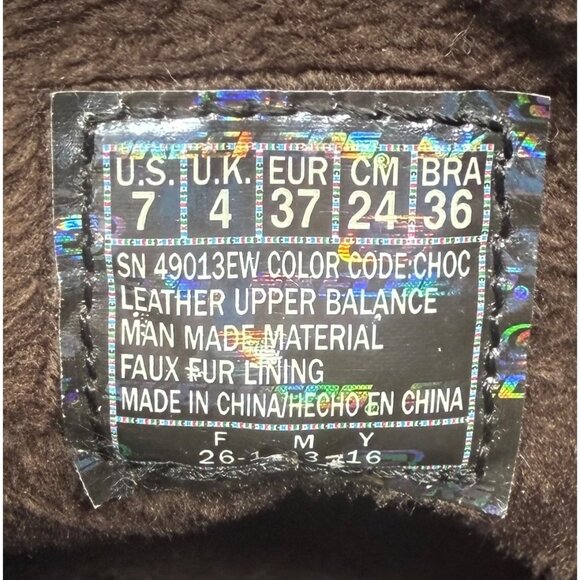 U.S. U.K. EUR CM BRA
7 4 37 24 36
SN 49013EW COLOR CODE:CHOC
LEATHER UPPER BALANCE
MAN MADE MATERIAL
FAUX FUR LINING
MADE IN CHINA/HECHO EN CHINA
F M Y
16